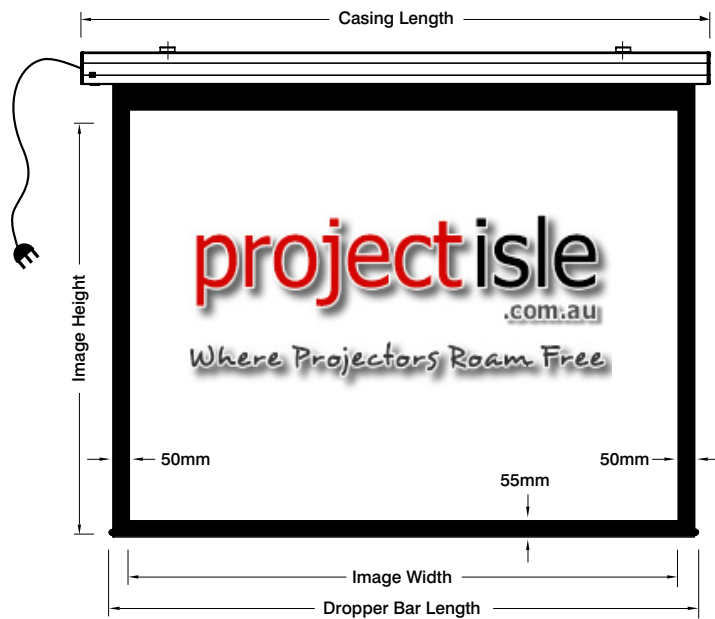 Casing Length
projectisle
.com.au
Where Projectors Roam Free
Image Height
50mm
50mm
55mm
Image Width
Dropper Bar Length